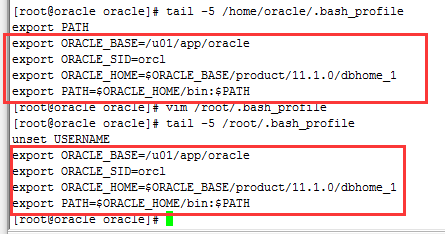 [root@oracle oracle]# tail -5 /home/oracle/.bash_profile
export PATH
export ORACLE_BASE=/u01/app/oracle
export ORACLE_SID=orcl
export ORACLE_HOME=$ORACLE_BASE/product/11.1.0/dbhome_1
export PATH=$ORACLE_HOME/bin:$PATH
[root@oracle oracle]# vim /root/.bash_profile
[root@oracle oracle]# tail -5 /root/.bash_profile
unset USERNAME
export ORACLE_BASE=/u01/app/oracle
export ORACLE_SID=orcl
export ORACLE_HOME=$ORACLE_BASE/product/11.1.0/dbhome_1
export PATH=$ORACLE_HOME/bin:$PATH
[root@oracle oracle]#